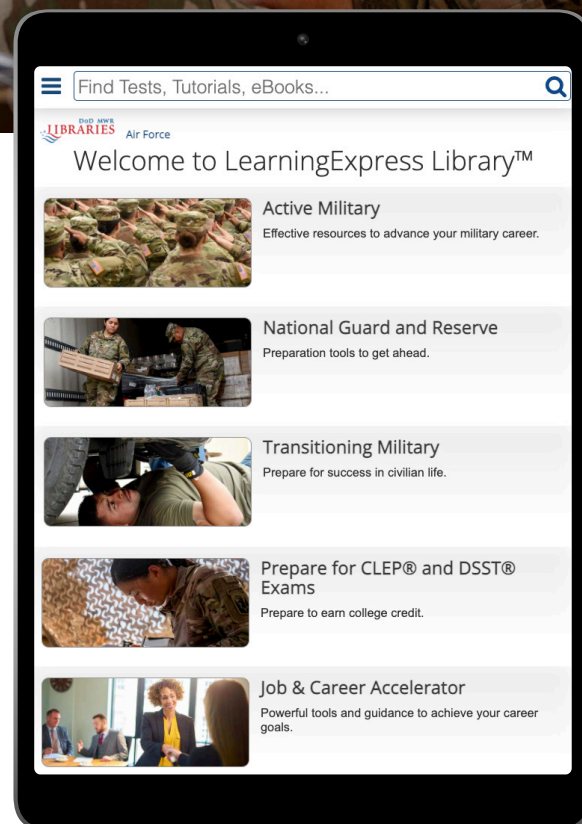 Find Tests, Tutorials, eBooks...
DoD MWR
LIBRARIES
Air Force
Welcome to LearningExpress Library™
Active Military
Effective resources to advance your military career.
National Guard and Reserve
Preparation tools to get ahead.
Transitioning Military
Prepare for success in civilian life.
Prepare for CLEP® and DSST®
Exams
Prepare to earn college credit.
Job & Career Accelerator
Powerful tools and guidance to achieve your career
goals.